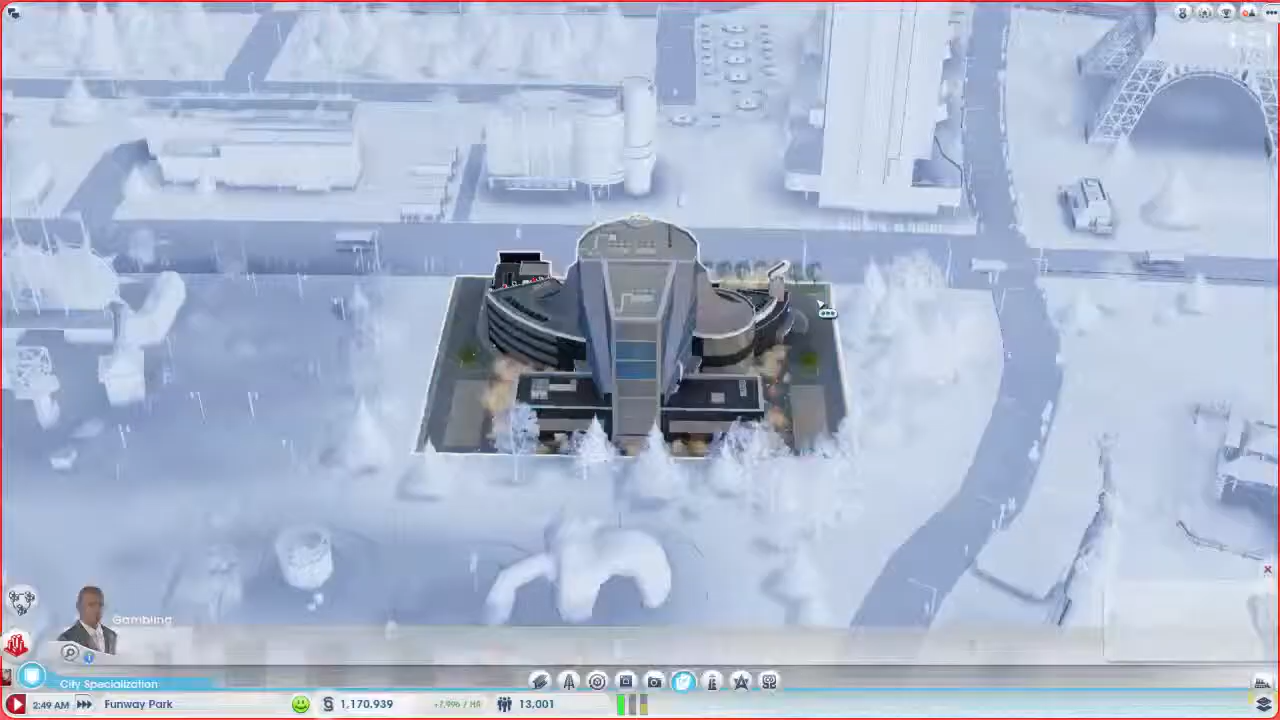 Gambling
City Specialization
2:49 AM
Funway Park
1,170,939
+7,996 / HR
13,001